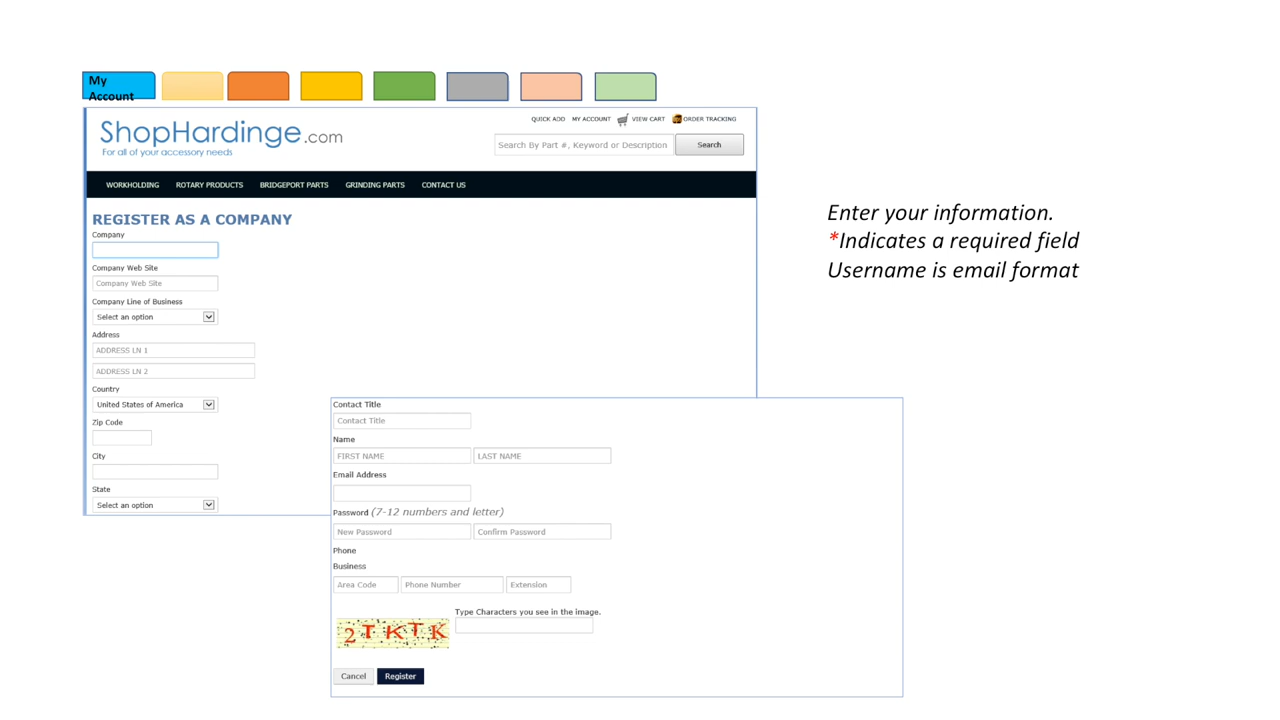 My
Account
ShopHardinge.com
For all of your accessory needs
QUICK ADD MY ACCOUNT VIEW CART ORDER TRACKING
Search By Part #, Keyword or Description Search
WORKHOLDING ROTARY PRODUCTS BRIDGEPORT PARTS GRINDING PARTS CONTACT US
REGISTER AS A COMPANY
Company
Company Web Site
Company Web Site
Company Line of Business
Select an option
Address
ADDRESS LN 1
ADDRESS LN 2
Country
United States of America
Zip Code
City
State
Select an option
Contact Title
Contact Title
Name
FIRST NAME LAST NAME
Email Address
Password (7-12 numbers and letter)
New Password Confirm Password
Phone
Business
Area Code Phone Number Extension
Type Characters you see in the image.
2TKTK
Cancel Register
Enter your information.
*Indicates a required field
Username is email format